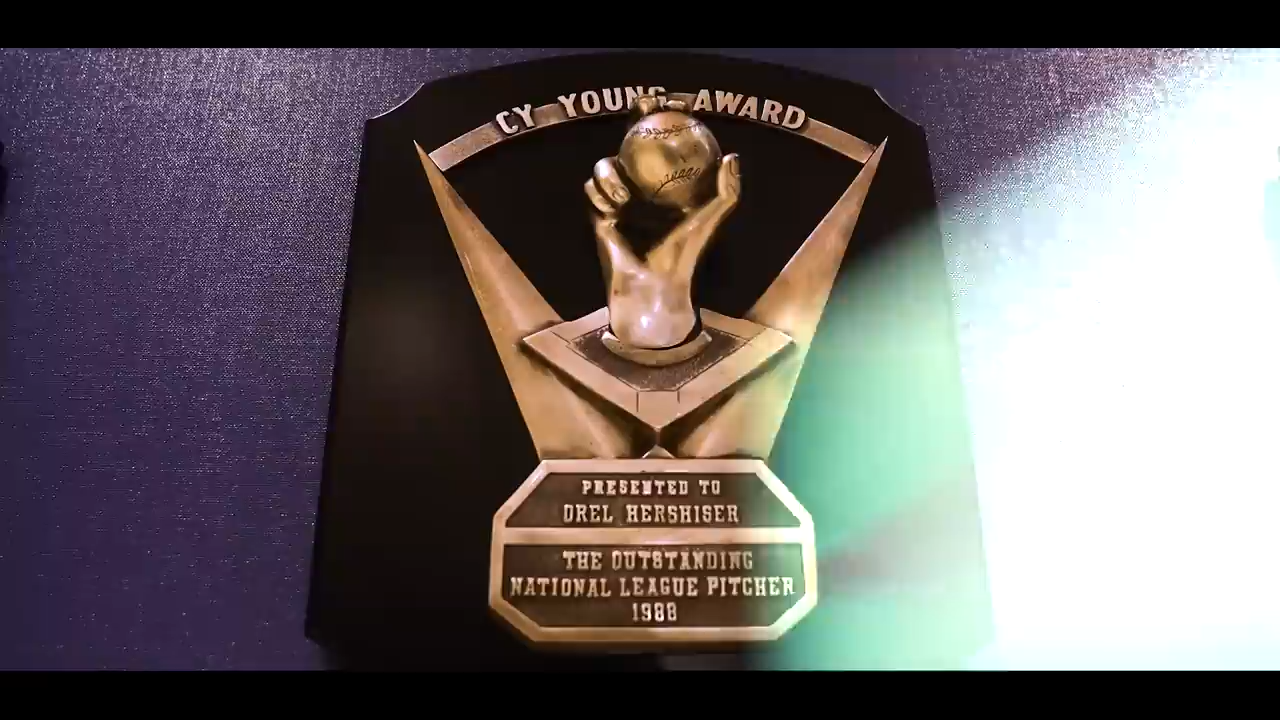 CY YOUNG AWARD
PRESENTED TO
OREL HERSHISER
THE OUTSTANDING
NATIONAL LEAGUE PITCHER
1988